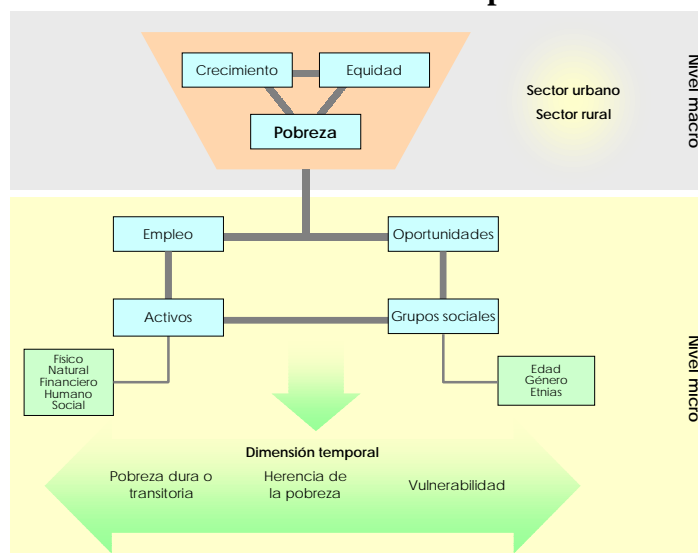 Crecimiento
Equidad
Pobreza
Sector urbano
Sector rural
Nivel macro
Empleo
Oportunidades
Activos
Grupos sociales
Físico
Natural
Financiero
Humano
Social
Edad
Género
Etnias
Nivel micro
Dimensión temporal
Pobreza dura o
transitoria
Herencia de
la pobreza
Vulnerabilidad